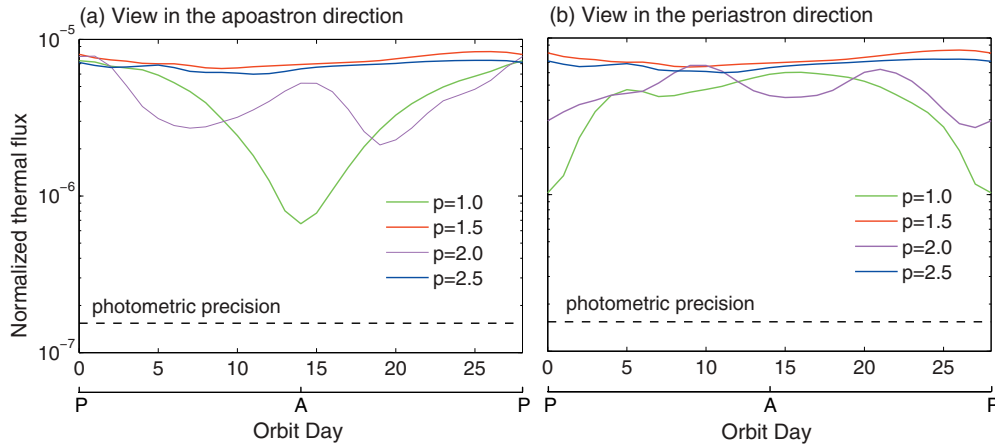 (a) View in the apoastron direction
Normalized thermal flux
10^-5
10^-6
10^-7
p=1.0
p=1.5
p=2.0
p=2.5
photometric precision
0 5 10 15 20 25
P A P
Orbit Day
(b) View in the periastron direction
p=1.0
p=1.5
p=2.0
p=2.5
photometric precision
0 5 10 15 20 25
P A P
Orbit Day